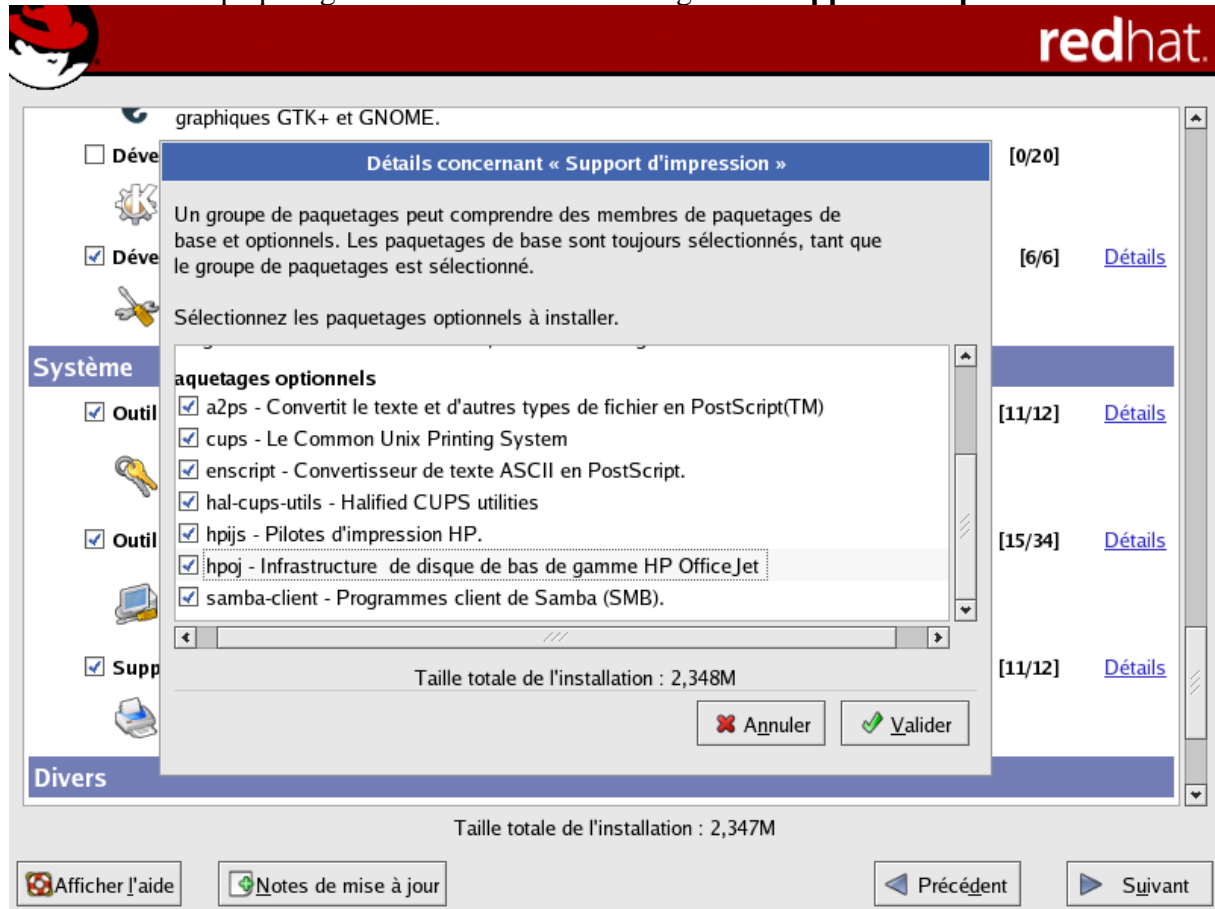 redhat.
graphiques GTK+ et GNOME.
Déve [0/20]
Détails concernant « Support d'impression »
Un groupe de paquetages peut comprendre des membres de paquetages de
base et optionnels. Les paquetages de base sont toujours sélectionnés, tant que
le groupe de paquetages est sélectionné.
Déve [6/6] Détails
Sélectionnez les paquetages optionnels à installer.
Système
aquetages optionnels
Outil [11/12] Détails
a2ps - Convertit le texte et d'autres types de fichier en PostScript(TM)
cups - Le Common Unix Printing System
enscript - Convertisseur de texte ASCII en PostScript.
hal-cups-utils - Halified CUPS utilities
Outil [15/34] Détails
hpijs - Pilotes d'impression HP.
hpoj - Infrastructure de disque de bas de gamme HP OfficeJet
samba-client - Programmes client de Samba (SMB).
Supp [11/12] Détails
Taille totale de l'installation : 2,348M
Annuler Valider
Divers
Taille totale de l'installation : 2,347M
Afficher l'aide Notes de mise à jour Précédent Suivant